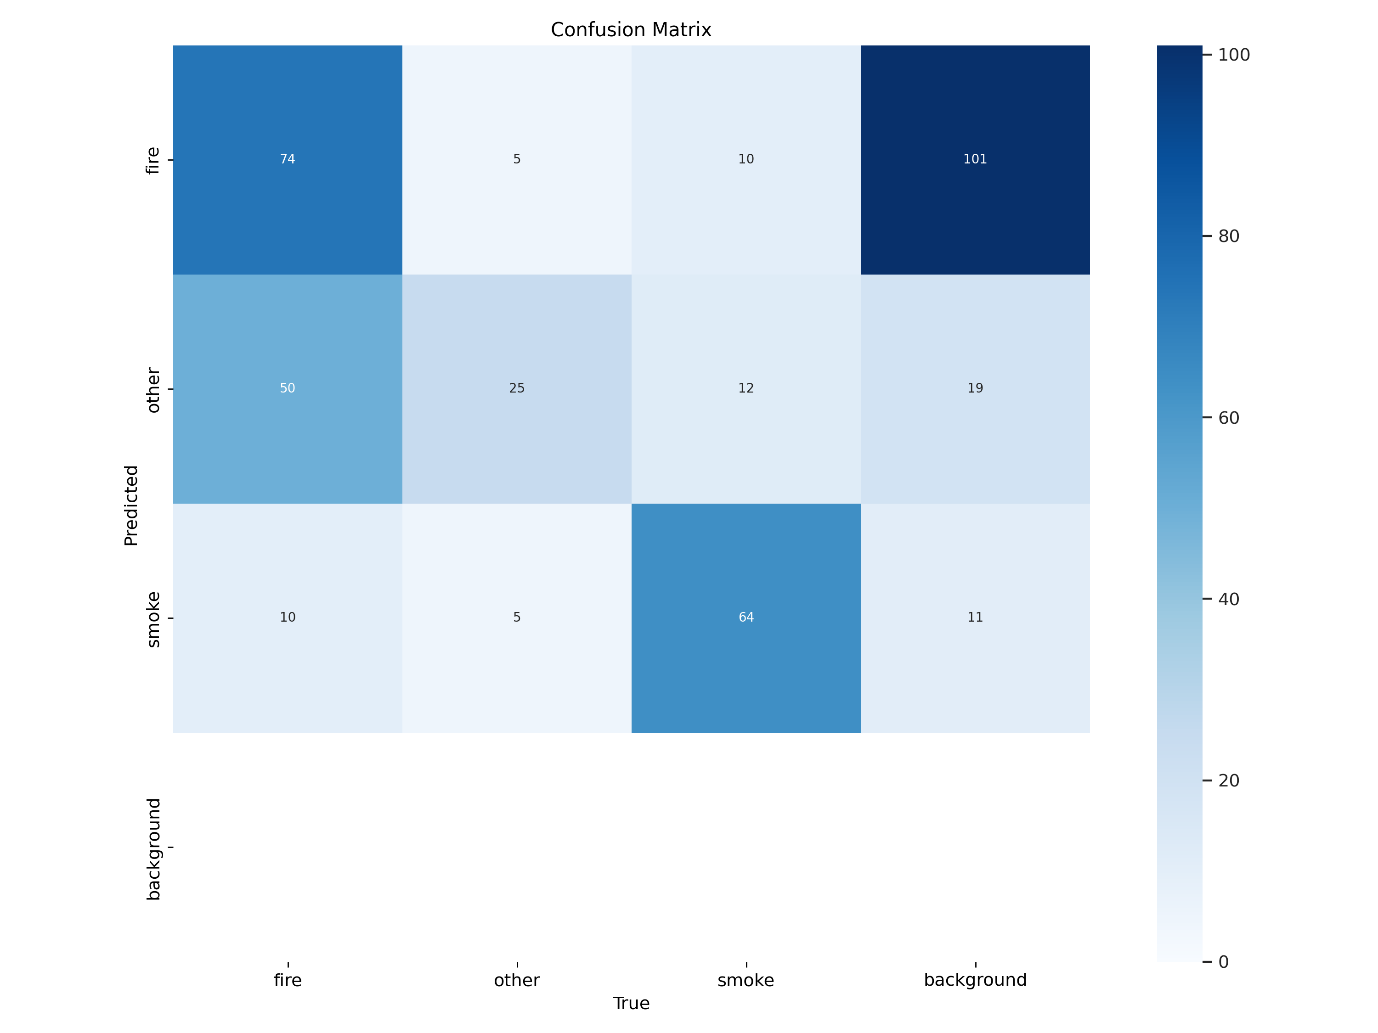 Confusion Matrix
fire
74
5
10
101
other
50
25
12
19
smoke
10
5
64
11
background
Predicted
fire
other
smoke
background
True
100
80
60
40
20
0